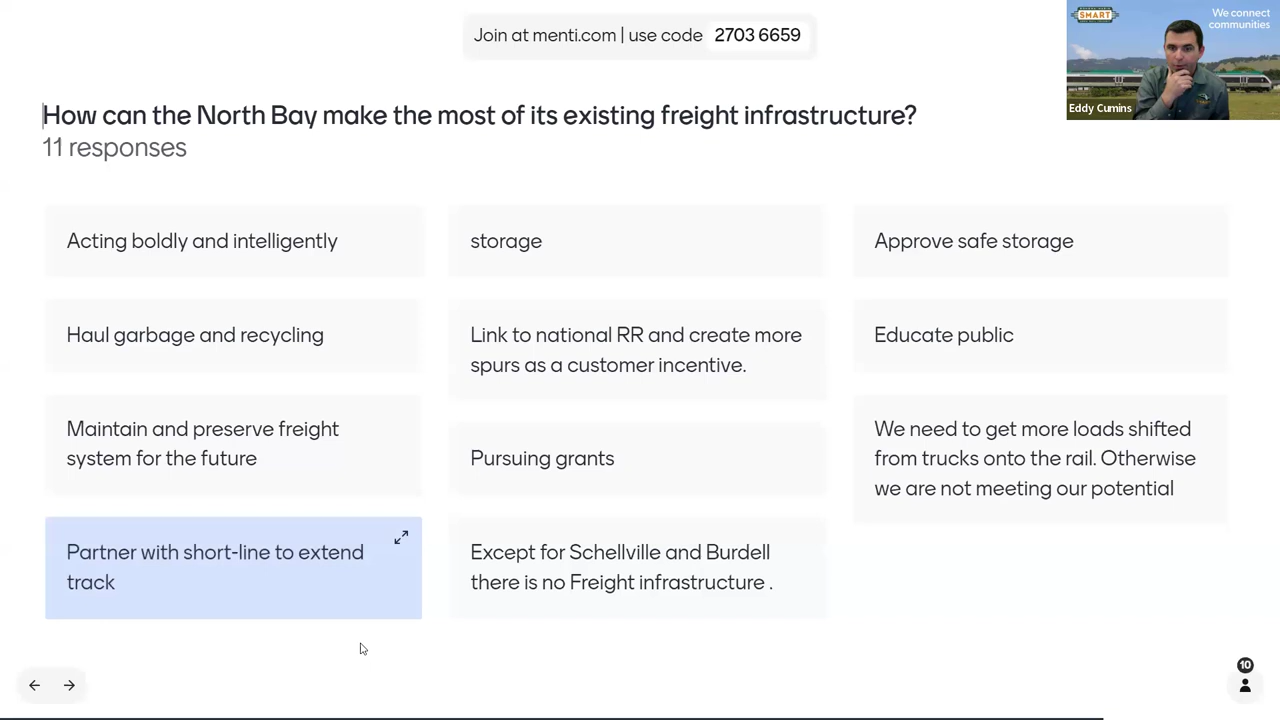 Join at menti.com | use code 2703 6659
SMART
We connect
communities
Eddy Cumins
How can the North Bay make the most of its existing freight infrastructure?
11 responses
Acting boldly and intelligently
storage
Approve safe storage
Haul garbage and recycling
Link to national RR and create more
spurs as a customer incentive.
Educate public
Maintain and preserve freight
system for the future
Pursuing grants
We need to get more loads shifted
from trucks onto the rail. Otherwise
we are not meeting our potential
Partner with short-line to extend
track
Except for Schellville and Burdell
there is no Freight infrastructure .
10